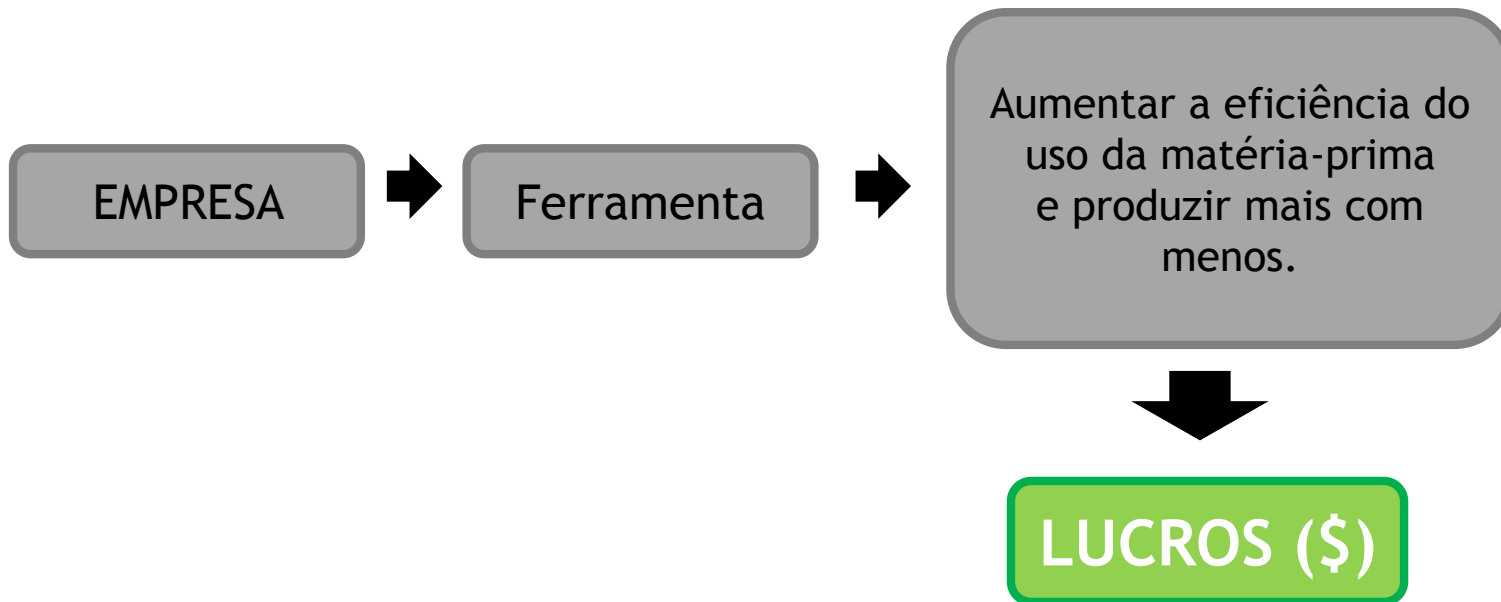 EMPRESA
Ferramenta
Aumentar a eficiência do
uso da matéria-prima
e produzir mais com
menos.
LUCROS ($)